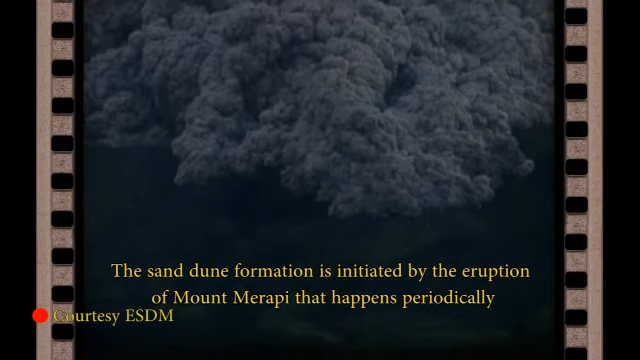 The sand dune formation is initiated by the eruption
of Mount Merapi that happens periodically
Courtesy ESDM